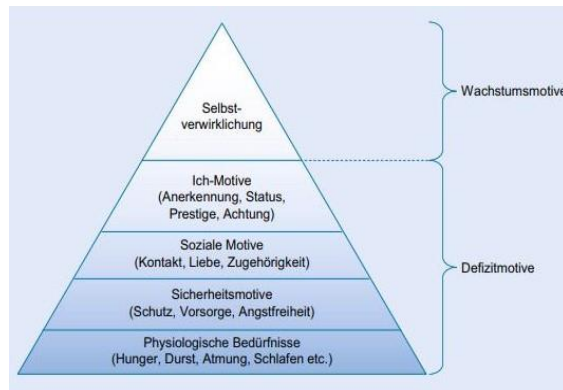 Selbst-
verwirklichung
Wachstumsmotive
Ich-Motive
(Anerkennung, Status,
Prestige, Achtung)
Soziale Motive
(Kontakt, Liebe, Zugehörigkeit)
Defizitmotive
Sicherheitsmotive
(Schutz, Vorsorge, Angstfreiheit)
Physiologische Bedürfnisse
(Hunger, Durst, Atmung, Schlafen etc.)